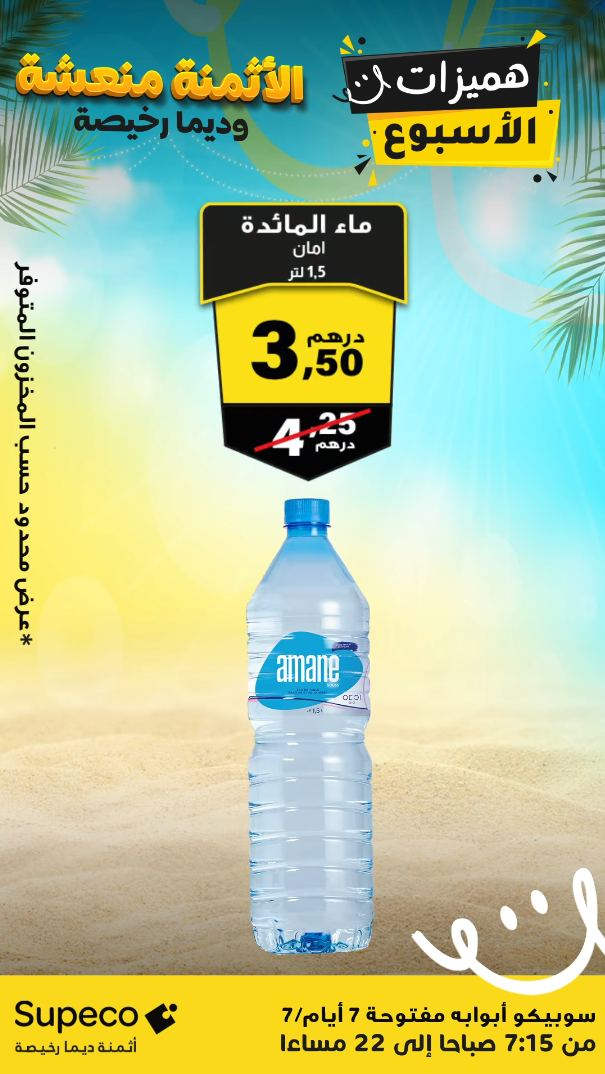 الأثمنة منعشة
وديما رخيصة
هميزات
الأسبوع
ماء المائدة
امان
1,5 لتر
3,50 درهم
4,25 درهم
*عرض محدود حسب المخزون المتوفر
amane
سوبيكو أبوابه مفتوحة 7 أيام/7
من 7:15 صباحا إلى 22 مساءا
Supeco
أثمنة ديما رخيصة